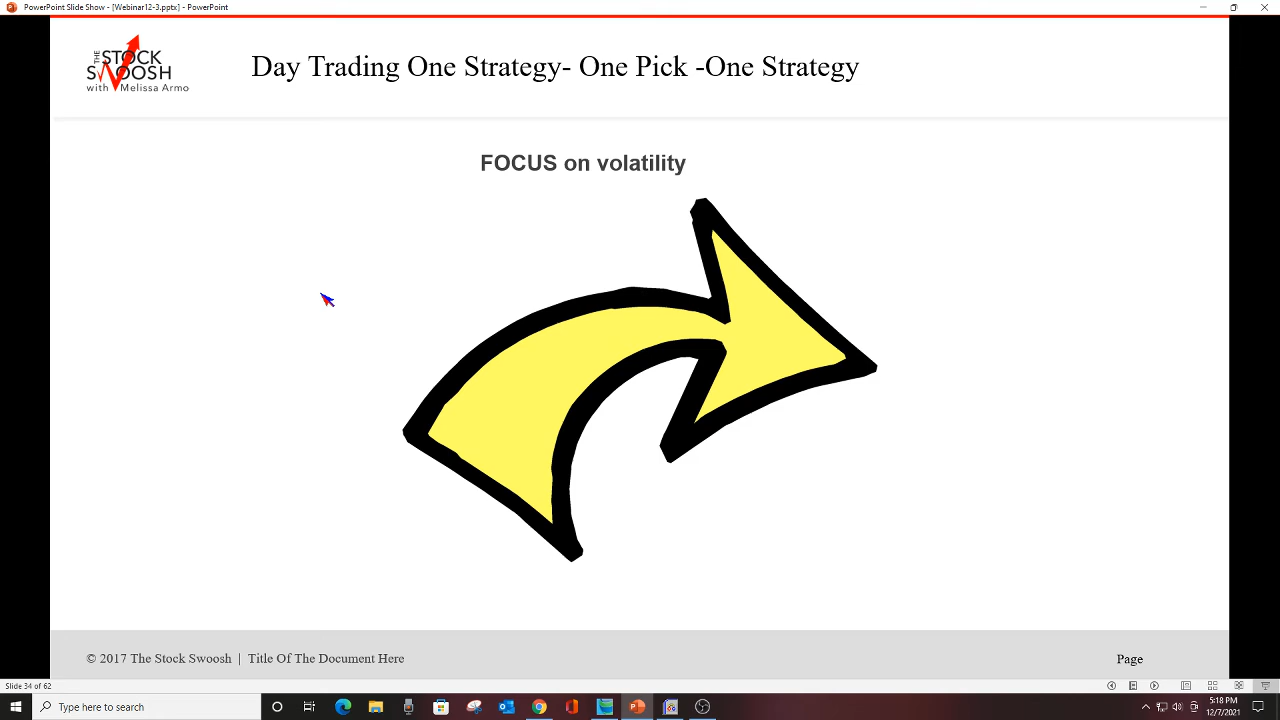 PowerPoint Slide Show - [Webinar12-3.pptx] - PowerPoint
THE STOCK
SWOOSH
with Melissa Armo
Day Trading One Strategy- One Pick -One Strategy
FOCUS on volatility
© 2017 The Stock Swoosh | Title Of The Document Here
Page
Slide 34 of 62
Type here to search
5:18 PM
12/7/2021